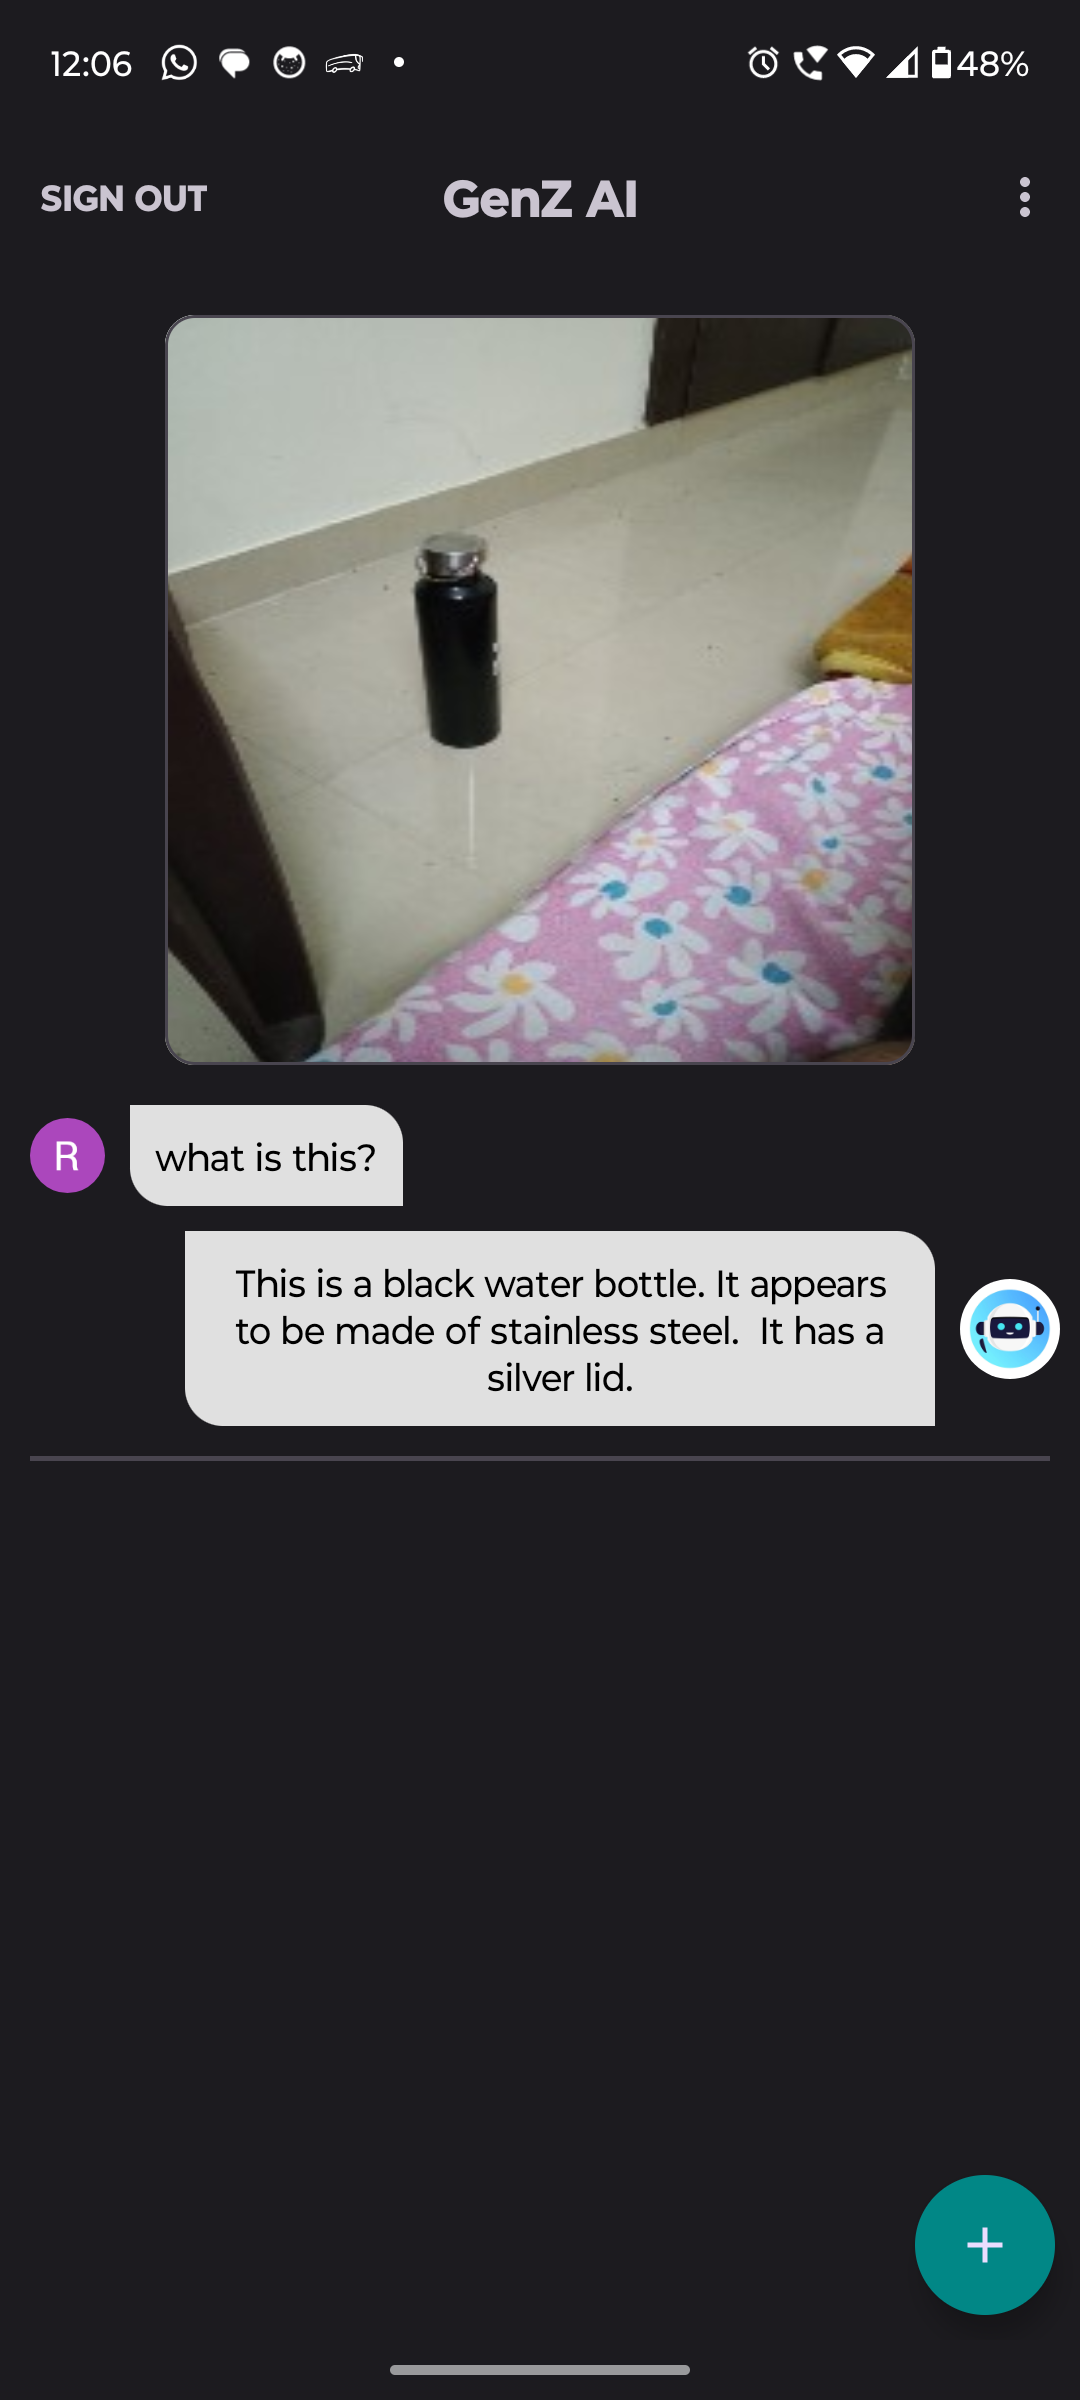 12:06
48%
SIGN OUT
GenZ AI
R
what is this?
This is a black water bottle. It appears
to be made of stainless steel.  It has a
silver lid.